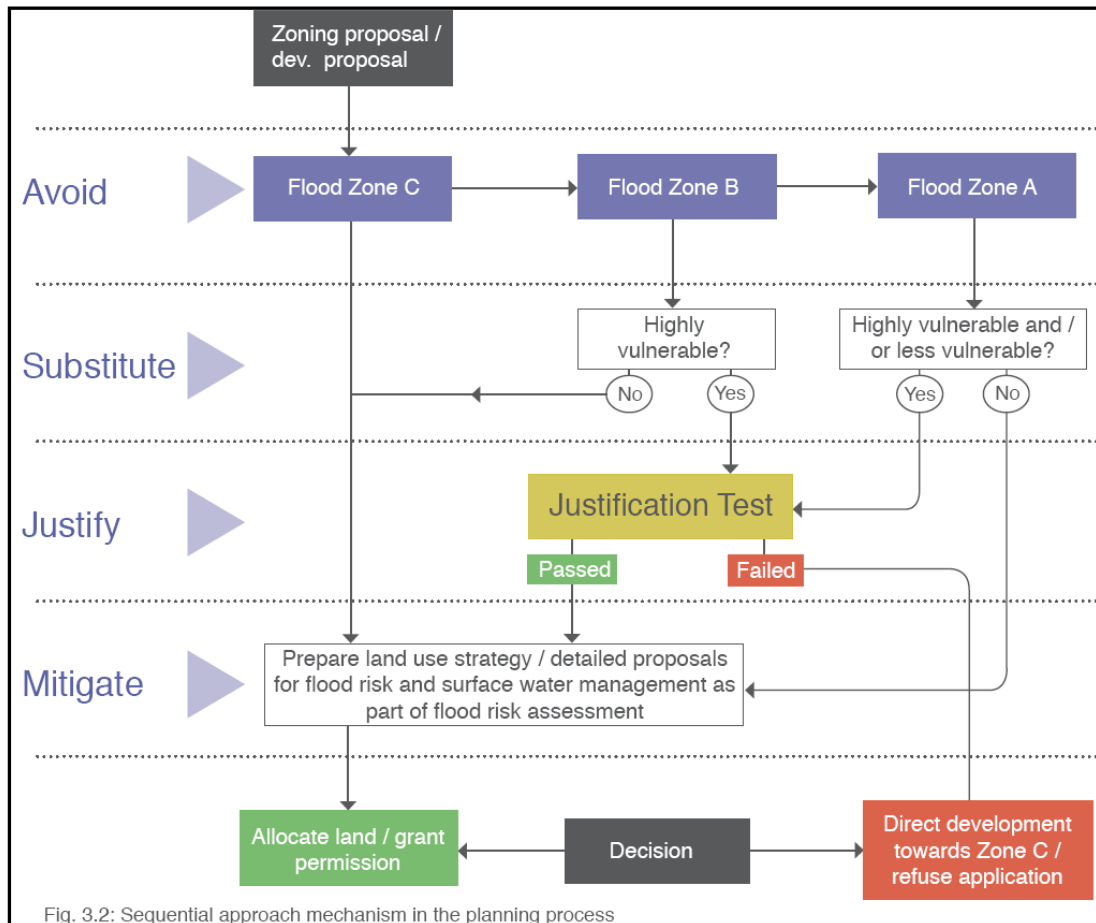 Zoning proposal /
dev. proposal
Avoid
Flood Zone C
Flood Zone B
Flood Zone A
Substitute
Highly
vulnerable?
Highly vulnerable and /
or less vulnerable?
No
Yes
Yes
No
Justify
Justification Test
Passed
Failed
Mitigate
Prepare land use strategy / detailed proposals
for flood risk and surface water management as
part of flood risk assessment
Allocate land / grant
permission
Decision
Direct development
towards Zone C /
refuse application
Fig. 3.2: Sequential approach mechanism in the planning process